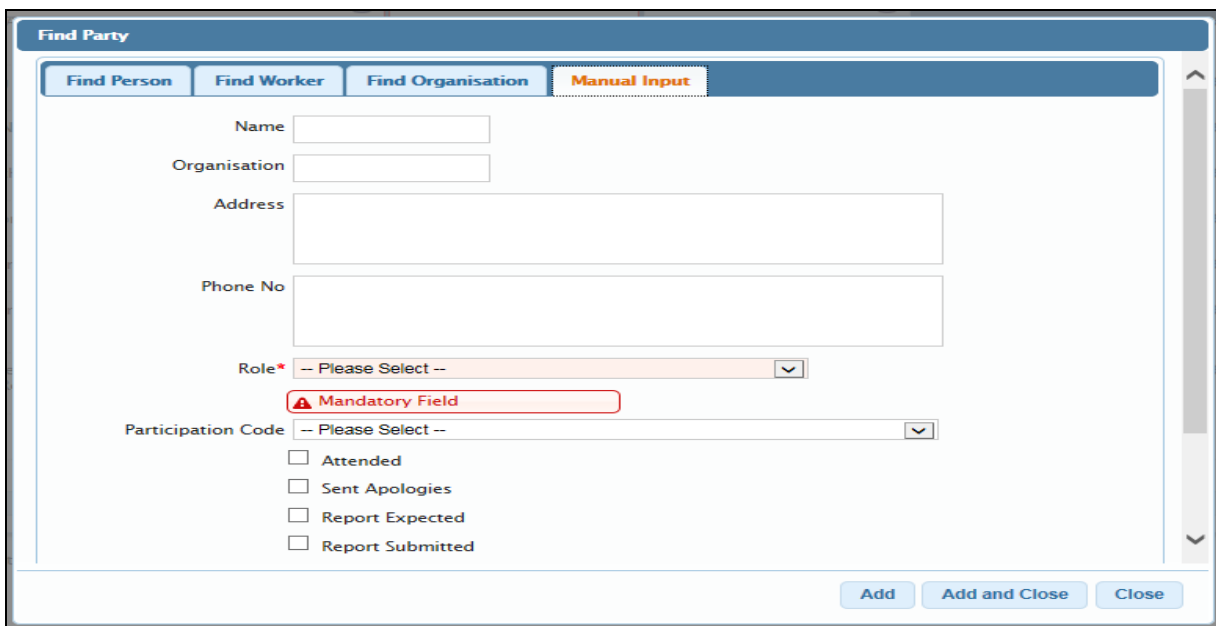 Find Party
Find Person Find Worker Find Organisation Manual Input
Name
Organisation
Address
Phone No
Role* -- Please Select --
Mandatory Field
Participation Code -- Please Select --
Attended
Sent Apologies
Report Expected
Report Submitted
Add Add and Close Close